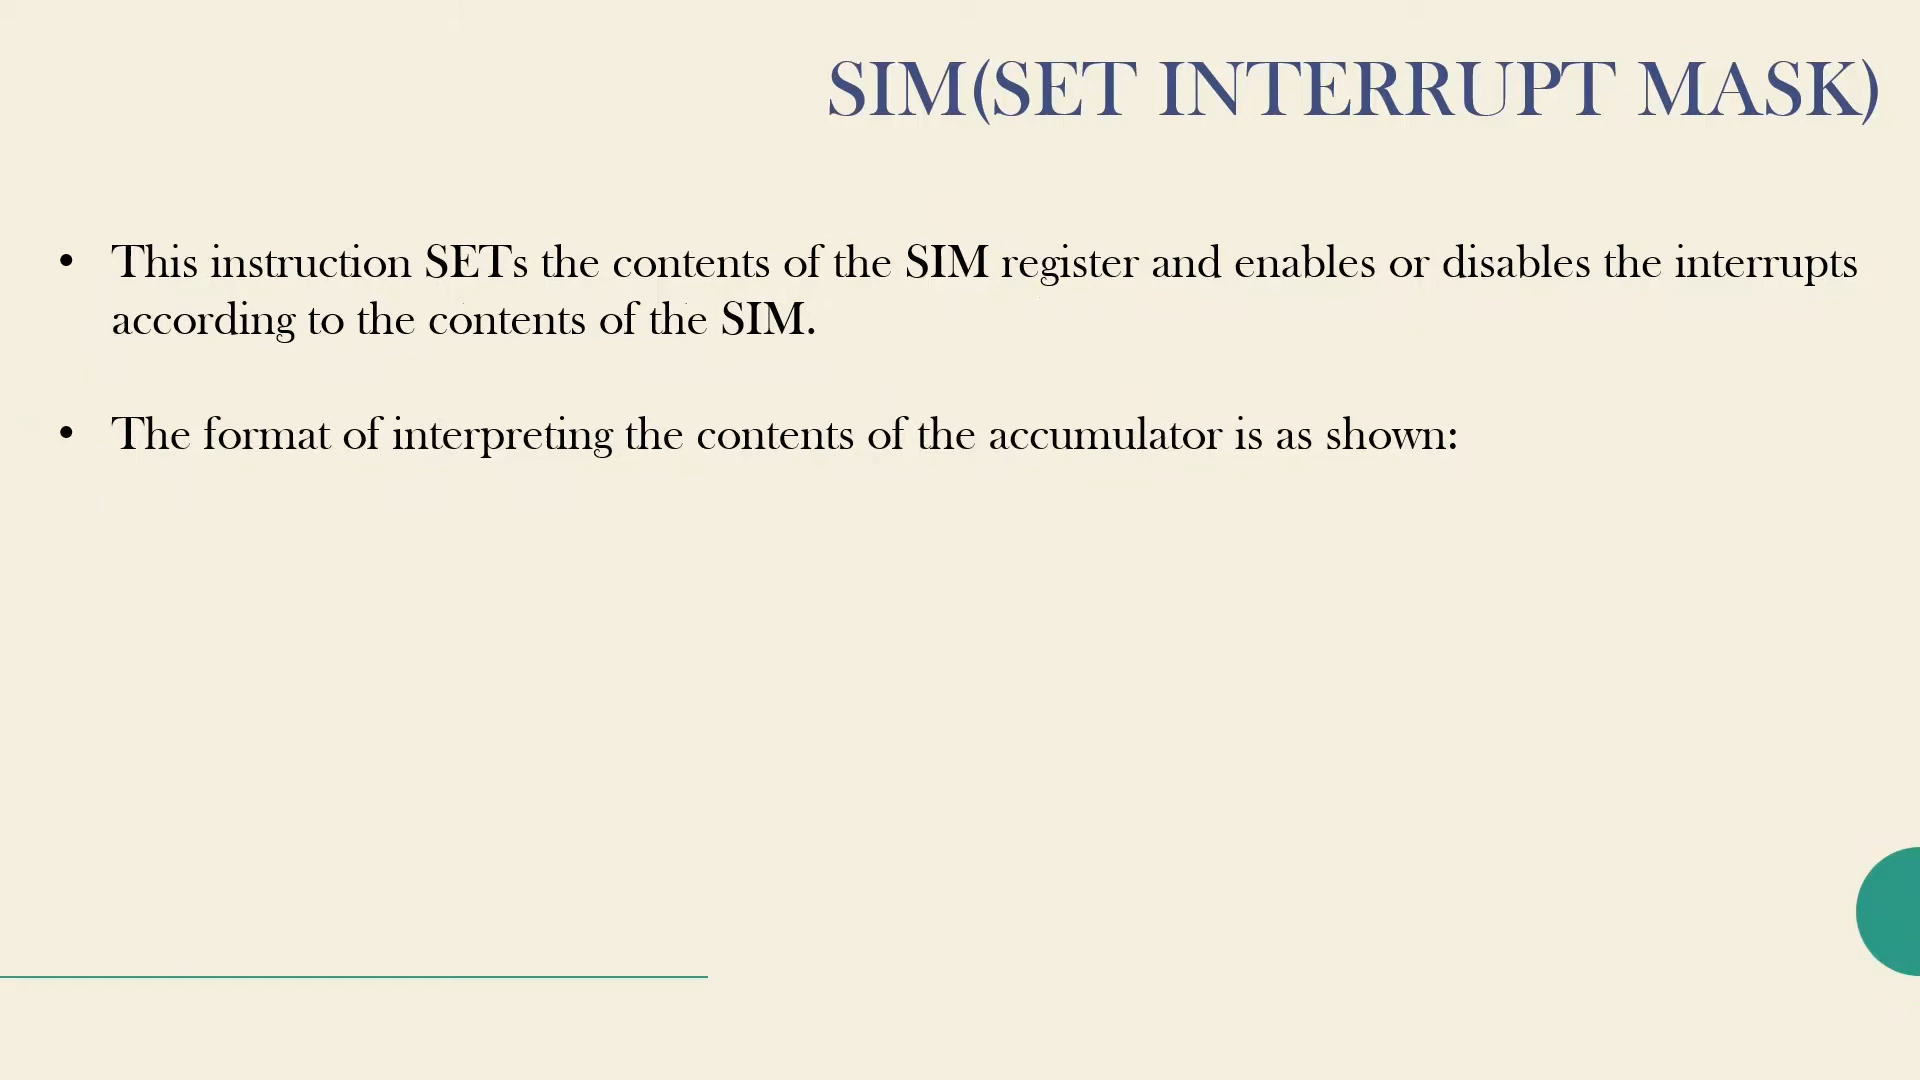 SIM(SET INTERRUPT MASK)
• This instruction SETs the contents of the SIM register and enables or disables the interrupts
according to the contents of the SIM.
• The format of interpreting the contents of the accumulator is as shown: